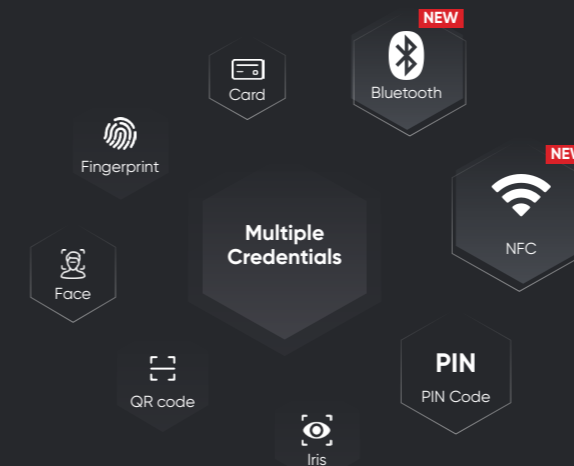 NEW
Card
Bluetooth
Fingerprint
NEW
NFC
Multiple
Credentials
Face
PIN
PIN Code
QR code
Iris